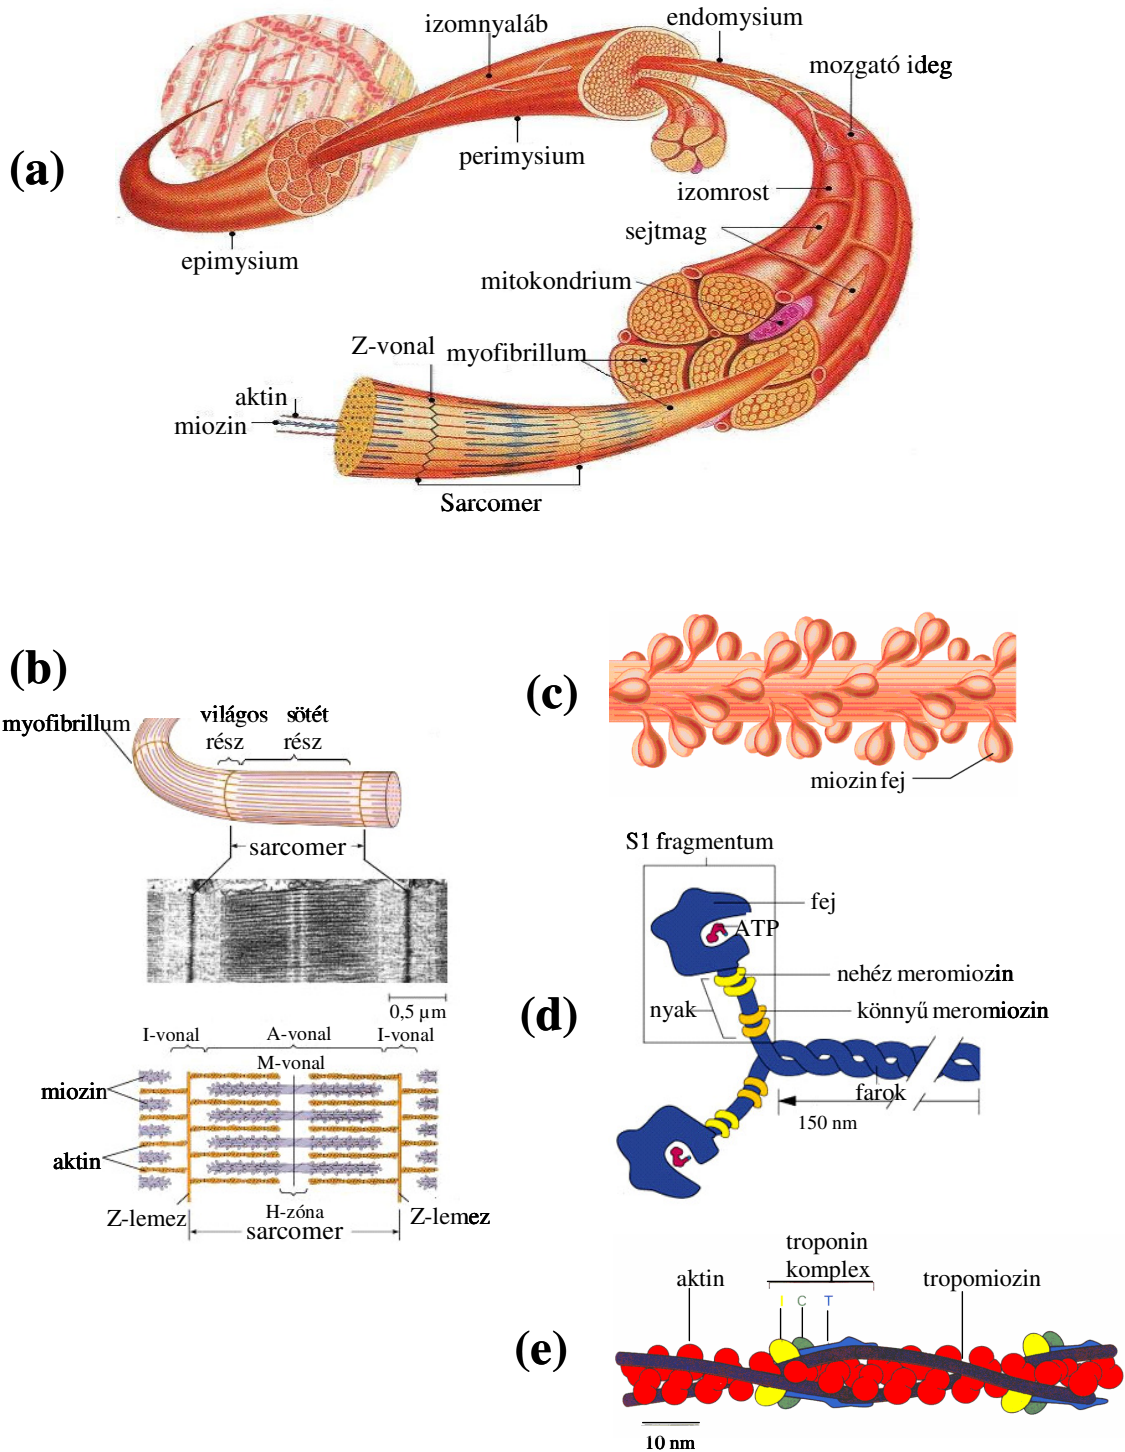 (a)
izomnyaláb
endomysium
mozgató ideg
perimysium
izomrost
sejtmag
epimysium
mitokondrium
Z-vonal
myofibrillum
aktin
miozin
Sarcomer
(b)
myofibrillum
világos
rész
sötét
rész
sarcomer
0,5 µm
I-vonal
A-vonal
I-vonal
M-vonal
miozin
aktin
Z-lemez
H-zóna
Z-lemez
sarcomer
(c)
miozin fej
(d)
S1 fragmentum
fej
ATP
nehéz meromiozin
nyak
könnyű meromiozin
farok
150 nm
(e)
troponin
komplex
aktin
tropomiozin
I C T
10 nm